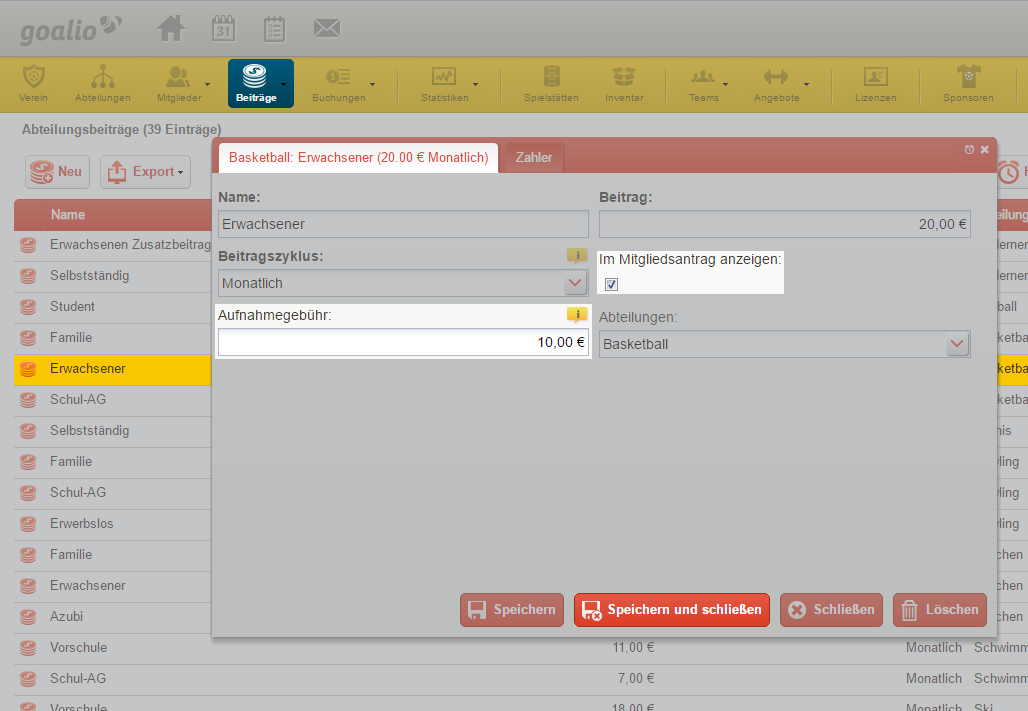 goalio
31
Verein Abteilungen Mitglieder Beiträge Buchungen Statistiken Spielstätten Inventar Teams Angebote Lizenzen Sponsoren
Abteilungsbeiträge (39 Einträge)
Basketball: Erwachsener (20.00 € Monatlich) Zahler
Neu Export
Name: Beitrag:
Name
Erwachsener 20,00 €
Erwachsenen Zusatzbeitrag
Beitragszyklus: i Im Mitgliedsantrag anzeigen:
Selbstständig
Monatlich
Student
Aufnahmegebühr: i Abteilungen:
Familie
10,00 € Basketball
Erwachsener
Schul-AG
Selbstständig
Familie
Schul-AG
Erwerbslos
Familie
Erwachsener
Speichern Speichern und schließen Schließen Löschen
Azubi
Vorschule 11,00 € Monatlich Schwimm
Schul-AG 7,00 € Monatlich Schwimm
Vorschule 18,00 € Monatlich Ski